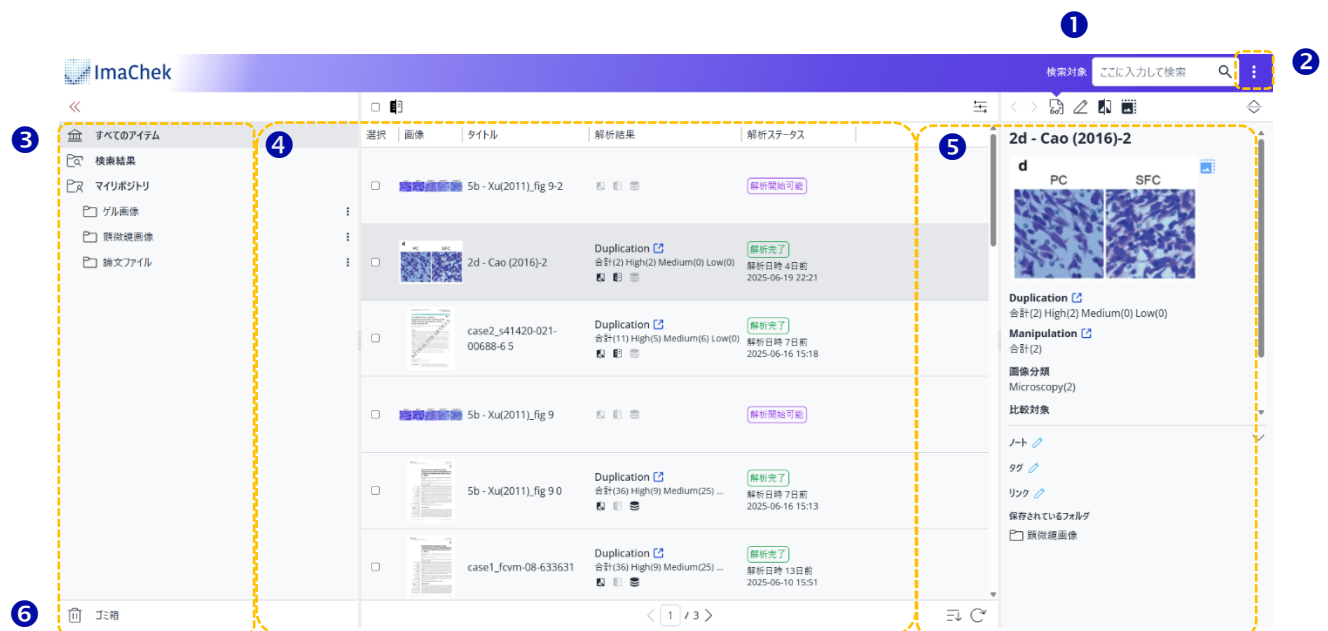 1
ImaChek
検索対象
ここに入力して検索
2
3
すべてのアイテム
検索結果
マイリポジトリ
ゲル画像
顕微鏡画像
論文ファイル
6
ゴミ箱
4
選択 画像 タイトル 解析結果 解析ステータス
5b - Xu(2011)_fig 9-2
解析開始可能
2d - Cao (2016)-2
Duplication
合計(2) High(2) Medium(0) Low(0)
解析完了
解析日時 4日前
2025-06-19 22:21
case2_s41420-021-
00688-6 5
Duplication
合計(11) High(5) Medium(6) Low(0)
解析完了
解析日時 7日前
2025-06-16 15:18
5b - Xu(2011)_fig 9
解析開始可能
5b - Xu(2011)_fig 9 0
Duplication
合計(36) High(9) Medium(25) ...
解析完了
解析日時 7日前
2025-06-16 15:13
case1_fcvm-08-633631
Duplication
合計(36) High(9) Medium(25) ...
解析完了
解析日時 13日前
2025-06-10 15:51
1 / 3
5
2d - Cao (2016)-2
d
PC SFC
Duplication
合計(2) High(2) Medium(0) Low(0)
Manipulation
合計(2)
画像分類
Microscopy(2)
比較対象
ノート
タグ
リンク
保存されているフォルダ
顕微鏡画像